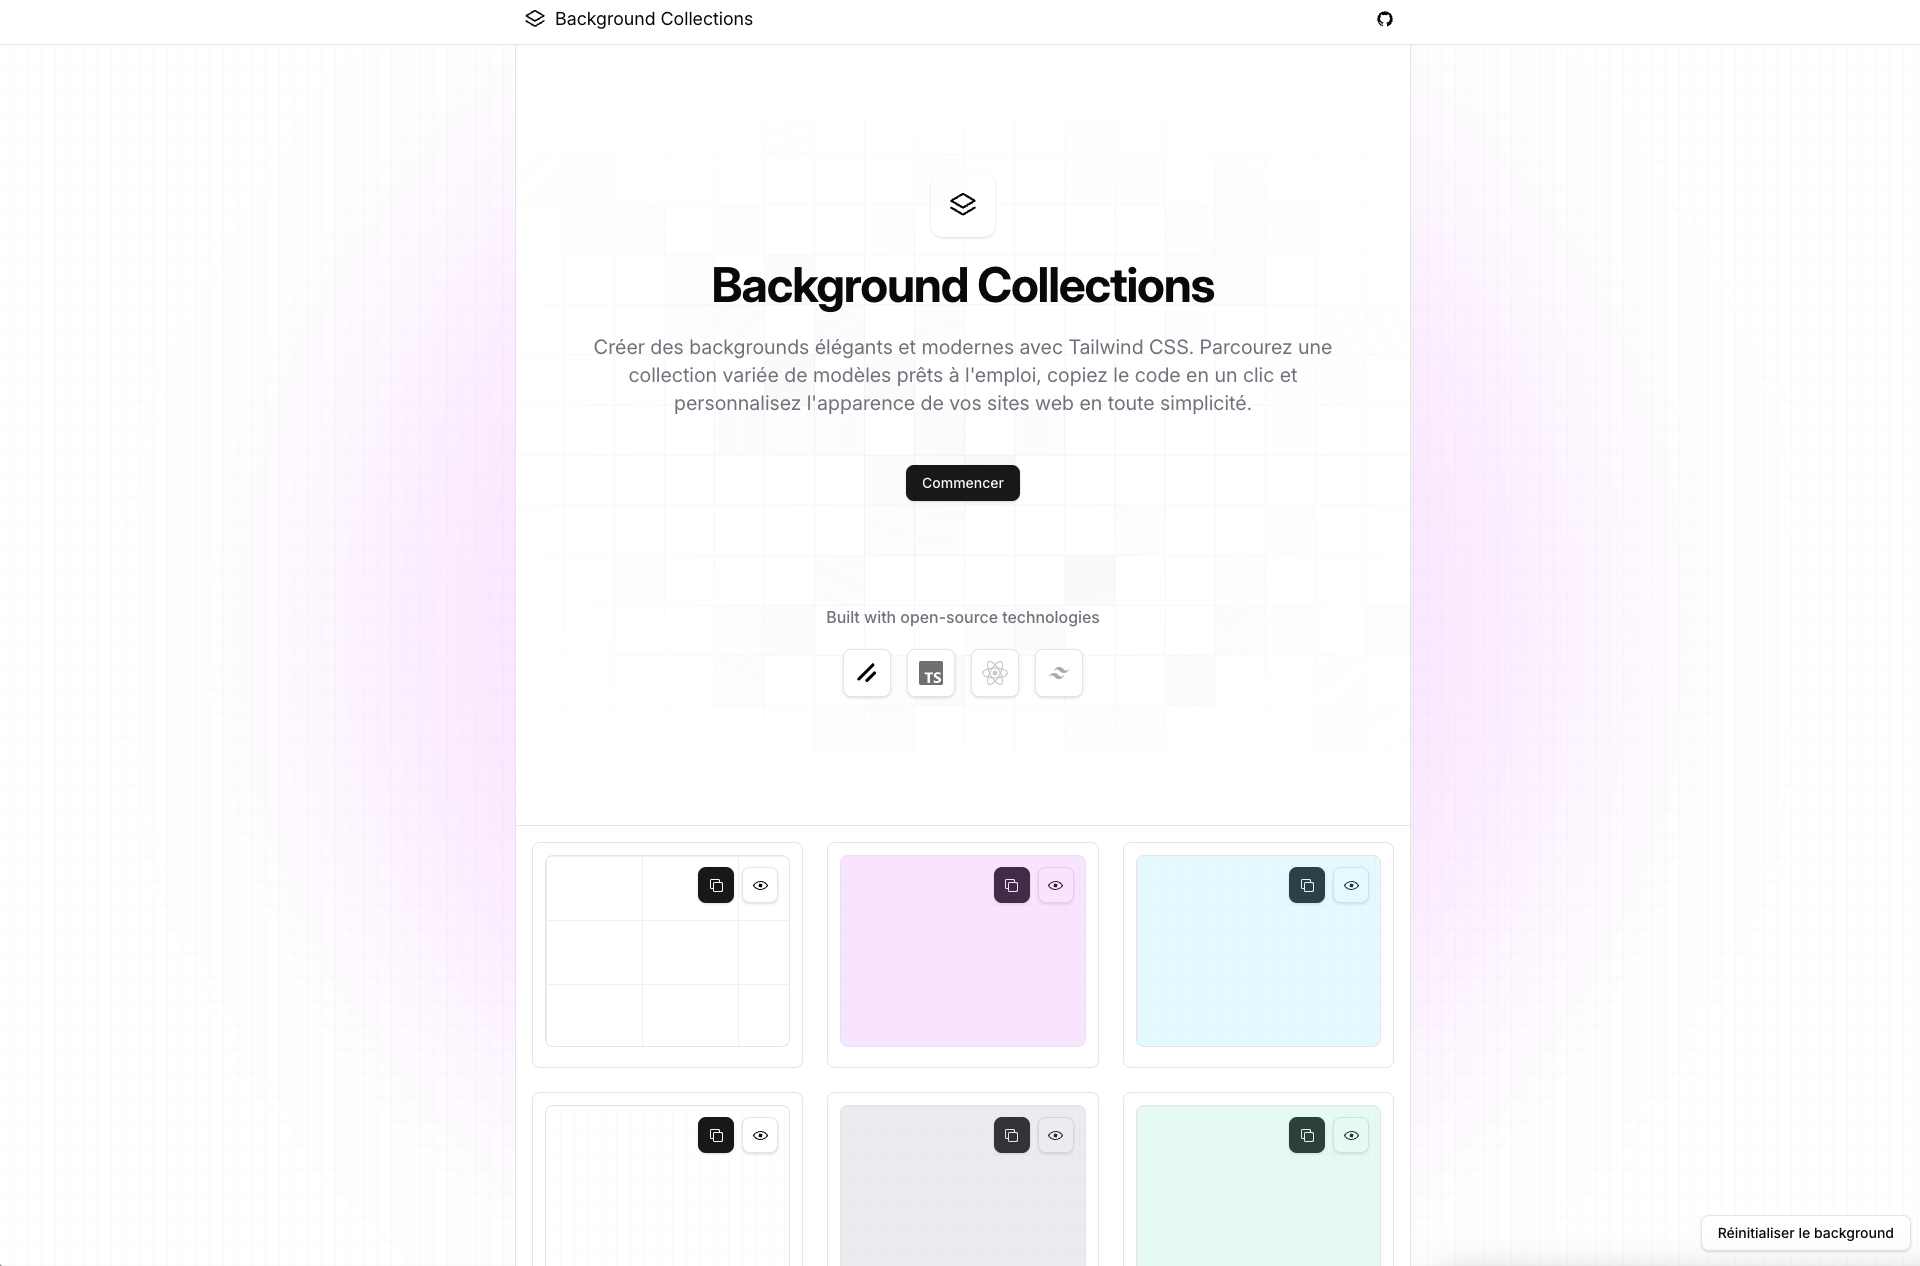 Background Collections
Background Collections
Créer des backgrounds élégants et modernes avec Tailwind CSS. Parcourez une
collection variée de modèles prêts à l'emploi, copiez le code en un clic et
personnalisez l'apparence de vos sites web en toute simplicité.
Commencer
Built with open-source technologies
TS
Réinitialiser le background